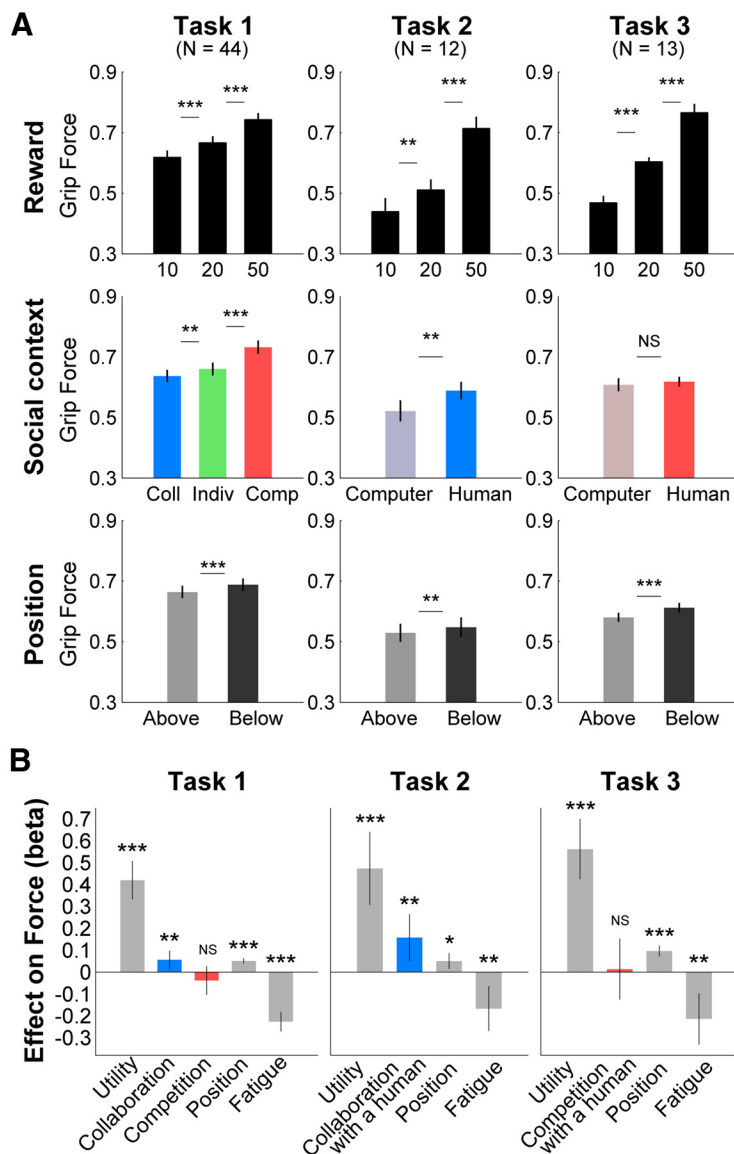 A
Task 1
(N = 44)
Task 2
(N = 12)
Task 3
(N = 13)
Reward
Grip Force
0.9
0.7
0.5
0.3
***
***
10 20 50
0.9
0.7
0.5
0.3
**
***
10 20 50
0.9
0.7
0.5
0.3
***
***
10 20 50
Social context
Grip Force
0.9
0.7
0.5
0.3
**
***
Coll Indiv Comp
0.9
0.7
0.5
0.3
**
Computer Human
0.9
0.7
0.5
0.3
NS
Computer Human
Position
Grip Force
0.9
0.7
0.5
0.3
***
Above Below
0.9
0.7
0.5
0.3
**
Above Below
0.9
0.7
0.5
0.3
***
Above Below
B
Task 1
Task 2
Task 3
Effect on Force (beta)
0.7
0.6
0.5
0.4
0.3
0.2
0.1
0
-0.1
-0.2
-0.3
***
**
NS
***
***
Utility
Collaboration
Competition
Position
Fatigue
***
**
*
**
Utility
Collaboration
with a human
Position
Fatigue
***
NS
***
**
Utility
Competition
with a human
Position
Fatigue